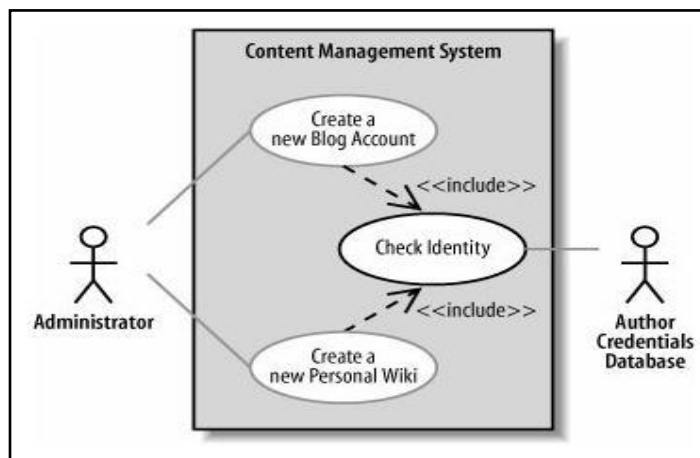 Content Management System
Create a
new Blog Account
<<include>>
Check Identity
Administrator
<<include>>
Author
Credentials
Database
Create a
new Personal Wiki